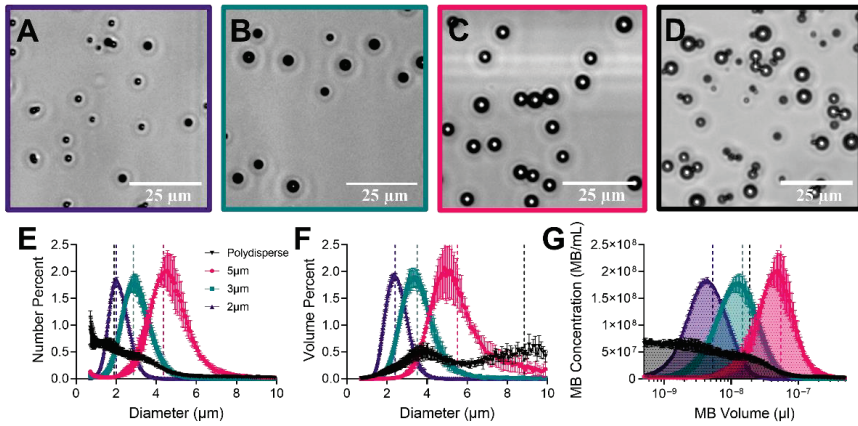 A
B
C
D
25 µm
25 µm
25 µm
25 µm
E
F
G
2.5
2.0
1.5
1.0
0.5
0.0
Number Percent
0 2 4 6 8 10
Diameter (µm)
Polydisperse
5µm
3µm
2µm
2.5
2.0
1.5
1.0
0.5
0.0
Volume Percent
0 2 4 6 8 10
Diameter (µm)
2.5×10⁸
2.0×10⁸
1.5×10⁸
1.0×10⁸
5.0×10⁷
0
MB Concentration (MB/mL)
10⁻⁹ 10⁻⁸ 10⁻⁷
MB Volume (µl)